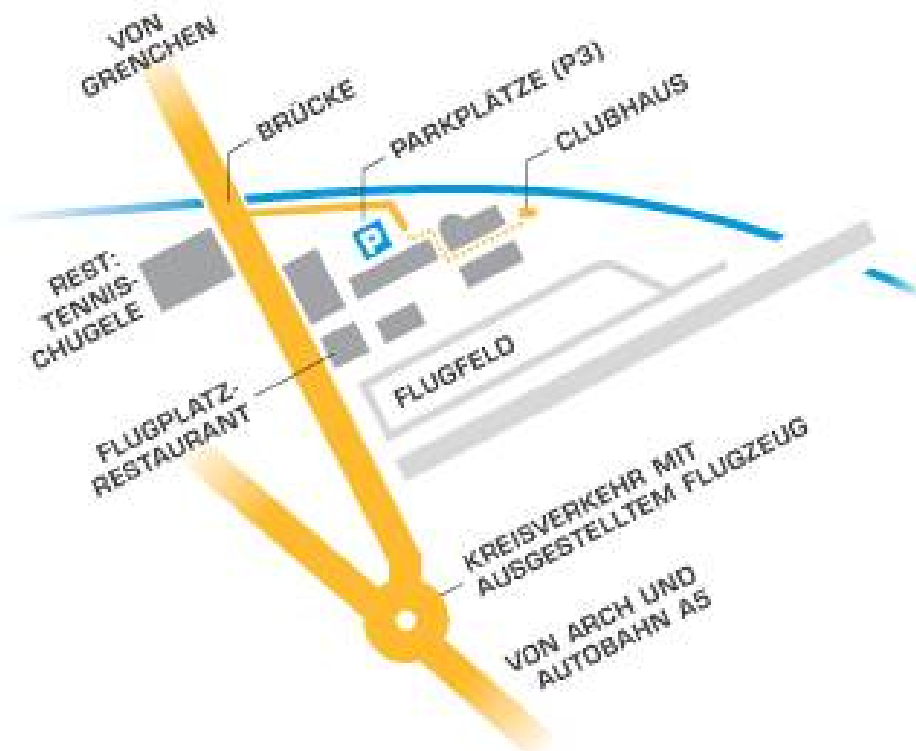 VON
GRENCHEN
BRÜCKE
PARKPLÄTZE (P3)
CLUBHAUS
P
REST:
TENNIS-
CHUGELE
FLUGFELD
FLUGPLATZ-
RESTAURANT
KREISVERKEHR MIT
AUSGESTELLTEM FLUGZEUG
VON ARCH UND
AUTOBAHN A5